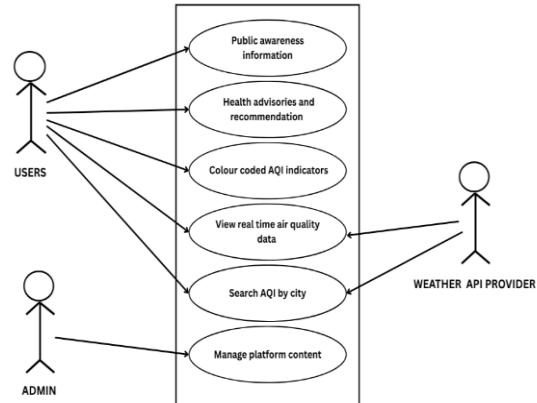 Public awareness
information
Health advisories and
recommendation
USERS
Colour coded AQI indicators
View real time air quality
data
WEATHER API PROVIDER
Search AQI by city
Manage platform content
ADMIN